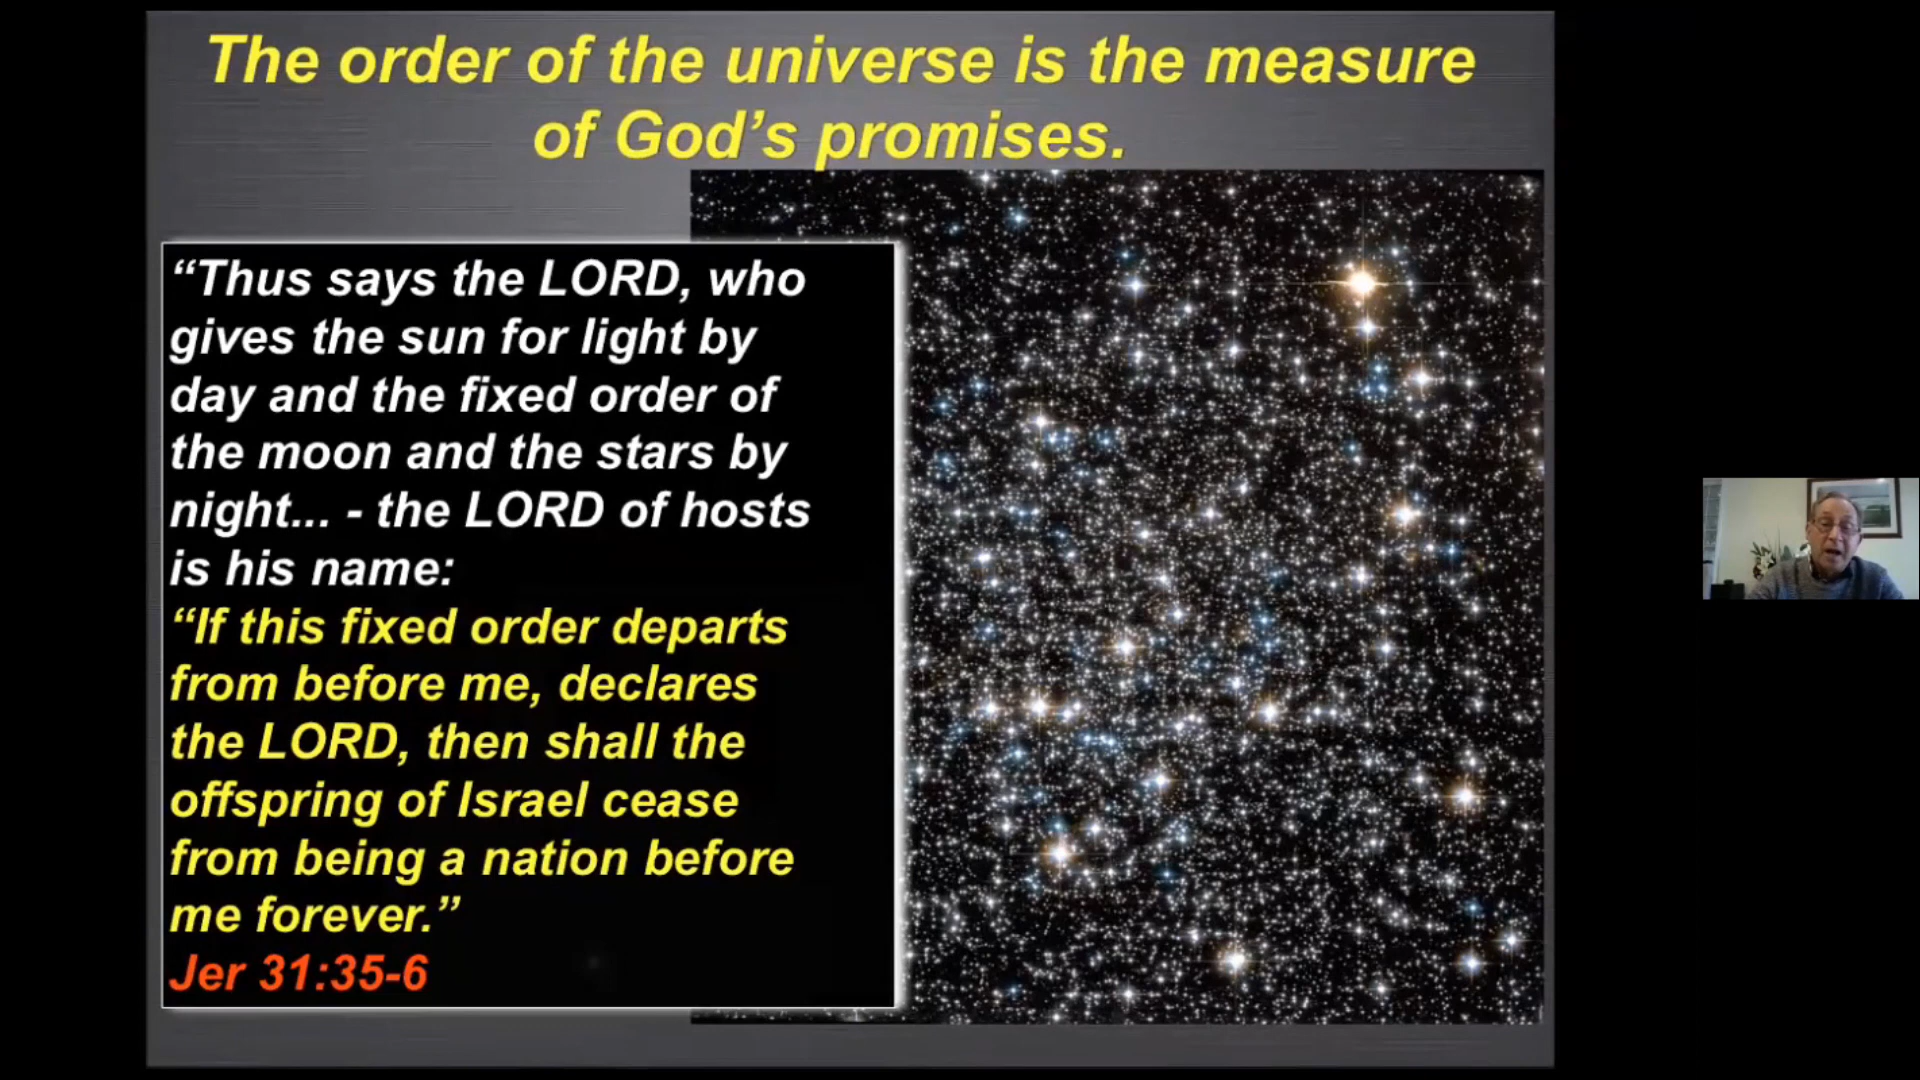 The order of the universe is the measure
of God’s promises.
“Thus says the LORD, who
gives the sun for light by
day and the fixed order of
the moon and the stars by
night... - the LORD of hosts
is his name:
“If this fixed order departs
from before me, declares
the LORD, then shall the
offspring of Israel cease
from being a nation before
me forever.”
Jer 31:35-6